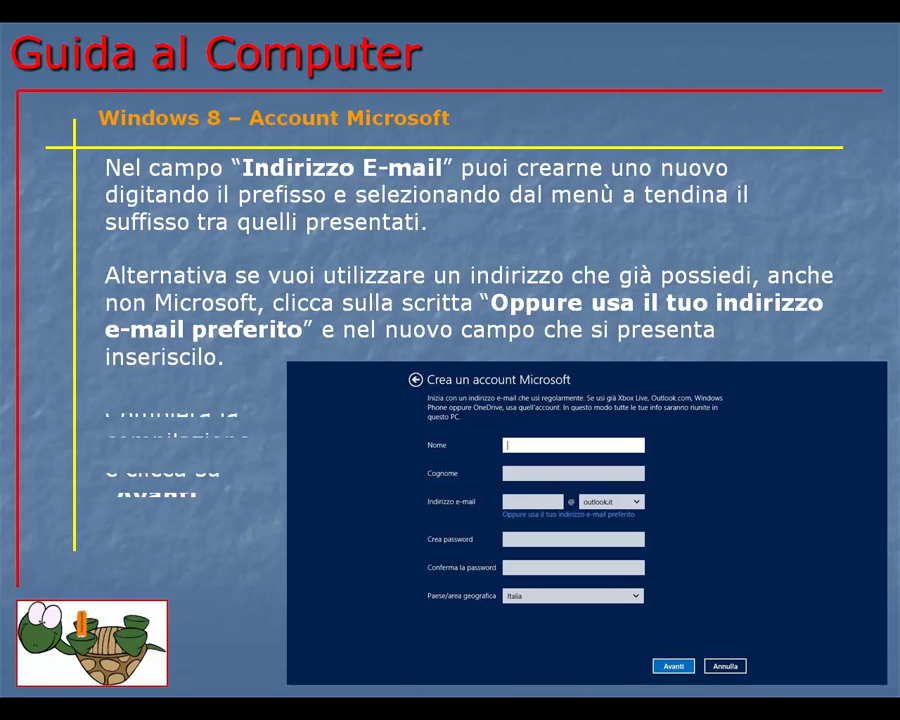 Guida al Computer
Windows 8 – Account Microsoft
Nel campo “Indirizzo E-mail” puoi crearne uno nuovo
digitando il prefisso e selezionando dal menù a tendina il
suffisso tra quelli presentati.
Alternativa se vuoi utilizzare un indirizzo che già possiedi, anche
non Microsoft, clicca sulla scritta “Oppure usa il tuo indirizzo
e-mail preferito” e nel nuovo campo che si presenta
inseriscilo.
Crea un account Microsoft
Inizia con un indirizzo e-mail che usi regolarmente. Se usi già Xbox Live, Outlook.com, Windows
Phone oppure OneDrive, usa quell'account. In questo modo tutte le tue info saranno riunite in
questo PC.
Nome
Cognome
Indirizzo e-mail @ outlook.it
Oppure usa il tuo indirizzo e-mail preferito
Crea password
Conferma la password
Paese/area geografica Italia
e clicca su
Avanti
Avanti Annulla